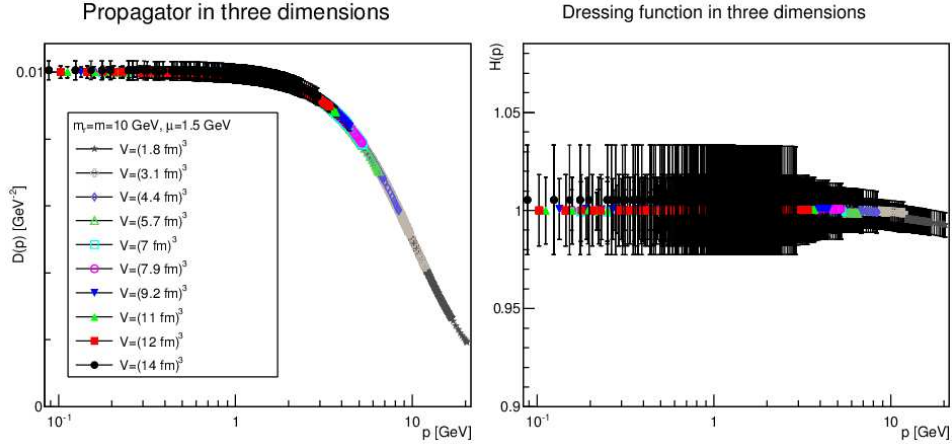 Propagator in three dimensions
D(p) [GeV⁻²]
0.01
0
mᵣ=m=10 GeV, μ=1.5 GeV
V=(1.8 fm)³
V=(3.1 fm)³
V=(4.4 fm)³
V=(5.7 fm)³
V=(7 fm)³
V=(7.9 fm)³
V=(9.2 fm)³
V=(11 fm)³
V=(12 fm)³
V=(14 fm)³
10⁻¹ 1 10
p [GeV]
Dressing function in three dimensions
H(p)
1.05
1
0.95
0.9
10⁻¹ 1 10
p [GeV]